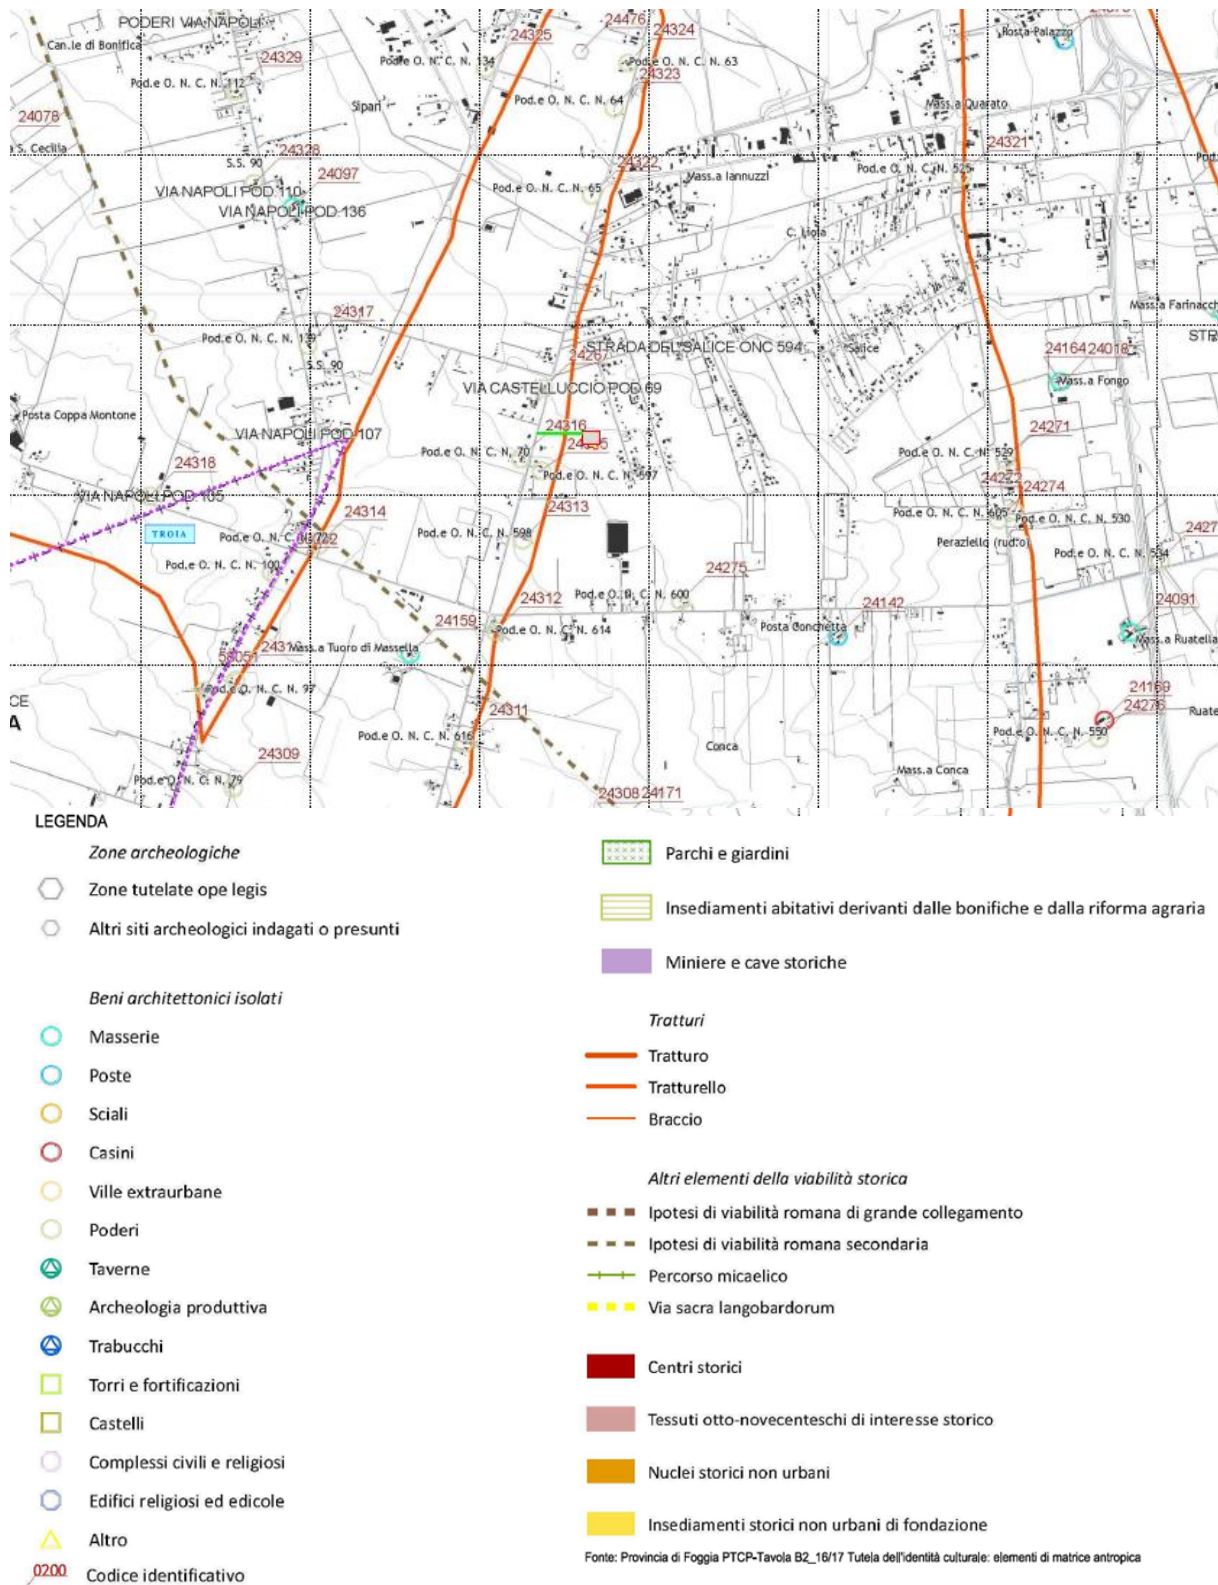 PODERI VIA NAPOLI
Can.le di Bonifica
24329
Pod.e O. N. C. N. 112
24078
a S. Cecilia
24328
S.S. 90
24097
VIA NAPOLI POD 110
VIA NAPOLI POD 136
Sipari
Pod.e O. N. C. N. 134
24325
24476
24324
Pod.e O. N. C. N. 63
24323
Pod.e O. N. C. N. 64
24322
Pod.e O. N. C. N. 65
Mass.a Iannuzzi
Posta Palazzo
Mass.a Quarato
24321
Pod.e O. N. C. N. 525
Pod.
C. Lioia
Mass.a Farinacch
STR
24317
S.S. 90
STRADA DEL SALICE ONC 594
Salice
24267
24164
24018
Mass.a Fongo
VIA CASTELLUCCIO POD 69
Posta Coppa Montone
VIA NAPOLI POD 107
24316
24271
Pod.e O. N. C. N. 70
Pod.e O. N. C. N. 597
Pod.e O. N. C. N. 529
24318
VIA NAPOLI POD 105
24274
24314
24313
TROIA
Pod.e O. N. C. N. 598
Pod.e O. N. C. N. 605
Pod.e O. N. C. N. 530
Peraziello (rud.o)
Pod.e O. N. C. N. 534
2427
Pod.e O. N. C. N. 100
24275
24312
Pod.e O. N. C. N. 600
24142
24091
24159
Pod.e O. N. C. N. 614
Posta Conchetta
Mass.a Ruatella
Mass.a Tuoro di Massella
Pod.e O. N. C. N. 97
CE
A
24311
24169
24276
Ruate
Pod.e O. N. C. N. 616
Pod.e O. N. C. N. 550
24309
Conca
Mass.a Conca
Pod.e O. N. C. N. 79
24308
24171
LEGENDA
Zone archeologiche
Zone tutelate ope legis
Altri siti archeologici indagati o presunti
Beni architettonici isolati
Masserie
Poste
Sciali
Casini
Ville extraurbane
Poderi
Taverne
Archeologia produttiva
Trabucchi
Torri e fortificazioni
Castelli
Complessi civili e religiosi
Edifici religiosi ed edicole
Altro
0200 Codice identificativo
Parchi e giardini
Insediamenti abitativi derivanti dalle bonifiche e dalla riforma agraria
Miniere e cave storiche
Tratturi
Tratturo
Tratturello
Braccio
Altri elementi della viabilità storica
Ipotesi di viabilità romana di grande collegamento
Ipotesi di viabilità romana secondaria
Percorso micaelico
Via sacra langobardorum
Centri storici
Tessuti otto-novecenteschi di interesse storico
Nuclei storici non urbani
Insediamenti storici non urbani di fondazione
Fonte: Provincia di Foggia PTCP-Tavola B2_16/17 Tutela dell'identità culturale: elementi di matrice antropica